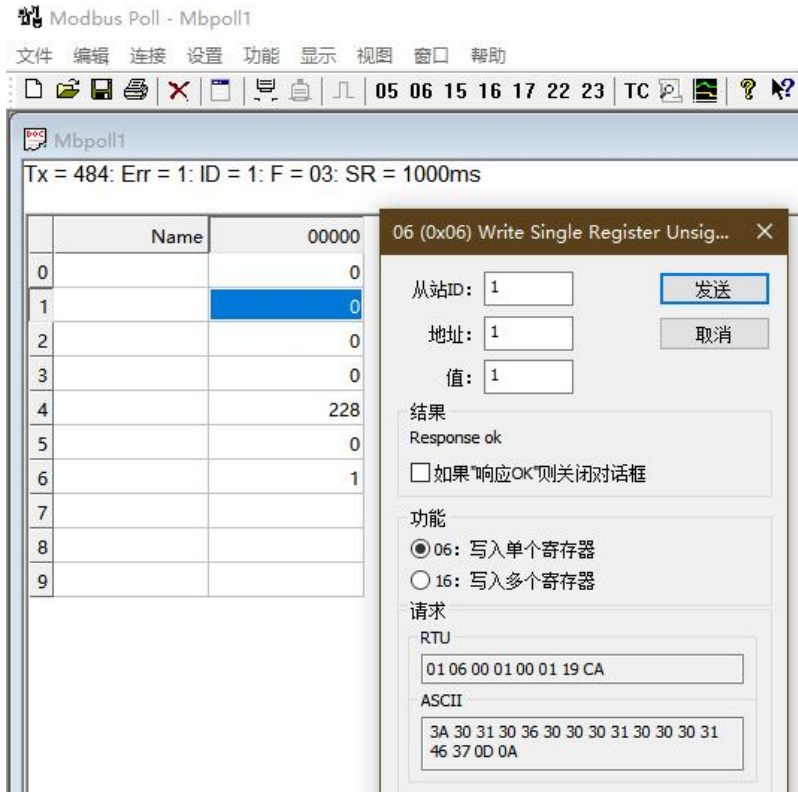 Modbus Poll - Mbpoll1
文件 编辑 连接 设置 功能 显示 视图 窗口 帮助
05 06 15 16 17 22 23 TC
Mbpoll1
Tx = 484: Err = 1: ID = 1: F = 03: SR = 1000ms
Name 00000
0 0
1 0
2 0
3 0
4 228
5 0
6 1
7
8
9
06 (0x06) Write Single Register Unsig...
从站ID: 1 发送
地址: 1 取消
值: 1
结果
Response ok
如果"响应OK"则关闭对话框
功能
06: 写入单个寄存器
16: 写入多个寄存器
请求
RTU
01 06 00 01 00 01 19 CA
ASCII
3A 30 31 30 36 30 30 30 31 30 30 30 31
46 37 0D 0A